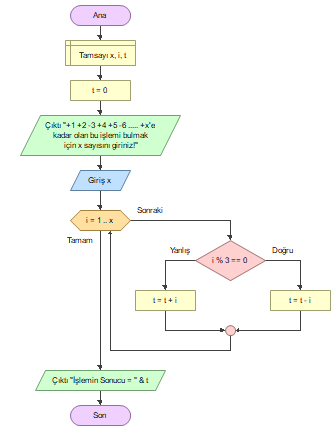 Ana
Tamsayı x, i, t
t = 0
Çıktı "+1 +2 -3 +4 +5 -6 ..... +x'e
kadar olan bu işlemi bulmak
için x sayısını giriniz!"
Giriş x
i = 1 .. x
Sonraki
Tamam
Yanlış
i % 3 == 0
Doğru
t = t + i
t = t - i
Çıktı "İşlemin Sonucu = " & t
Son